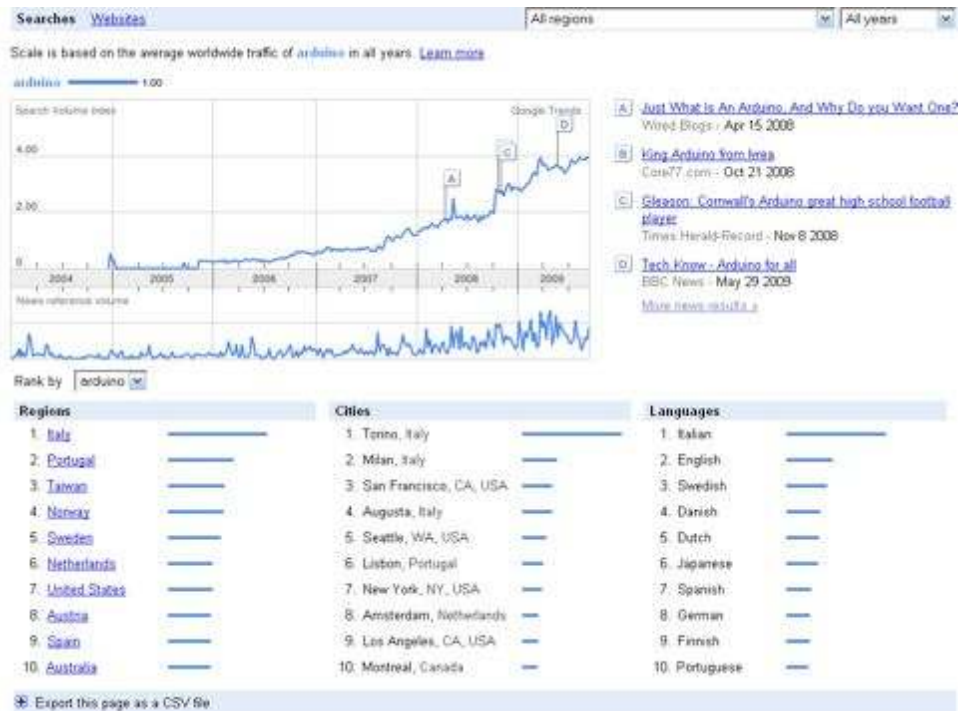 Searches Websites
All regions All years
Scale is based on the average worldwide traffic of arduino in all years. Learn more
arduino 1.00
Search Volume index Google Trends
4.00
2.00
0
A
C
D
2004 2005 2006 2007 2008 2009
News reference volume
A Just What Is An Arduino, And Why Do you Want One?
Wired Blogs - Apr 15 2008
B King Arduino from Ivrea
Core77.com - Oct 21 2008
C Gleason: Cornwall's Arduino great high school football
player
Times Herald-Record - Nov 8 2008
D Tech Know - Arduino for all
BBC News - May 29 2009
More news results »
Rank by arduino
Regions
1. Italy
2. Portugal
3. Taiwan
4. Norway
5. Sweden
6. Netherlands
7. United States
8. Austria
9. Spain
10. Australia
Cities
1. Torino, Italy
2. Milan, Italy
3. San Francisco, CA, USA
4. Augusta, Italy
5. Seattle, WA, USA
6. Lisbon, Portugal
7. New York, NY, USA
8. Amsterdam, Netherlands
9. Los Angeles, CA, USA
10. Montreal, Canada
Languages
1. Italian
2. English
3. Swedish
4. Danish
5. Dutch
6. Japanese
7. Spanish
8. German
9. Finnish
10. Portuguese
Export this page as a CSV file